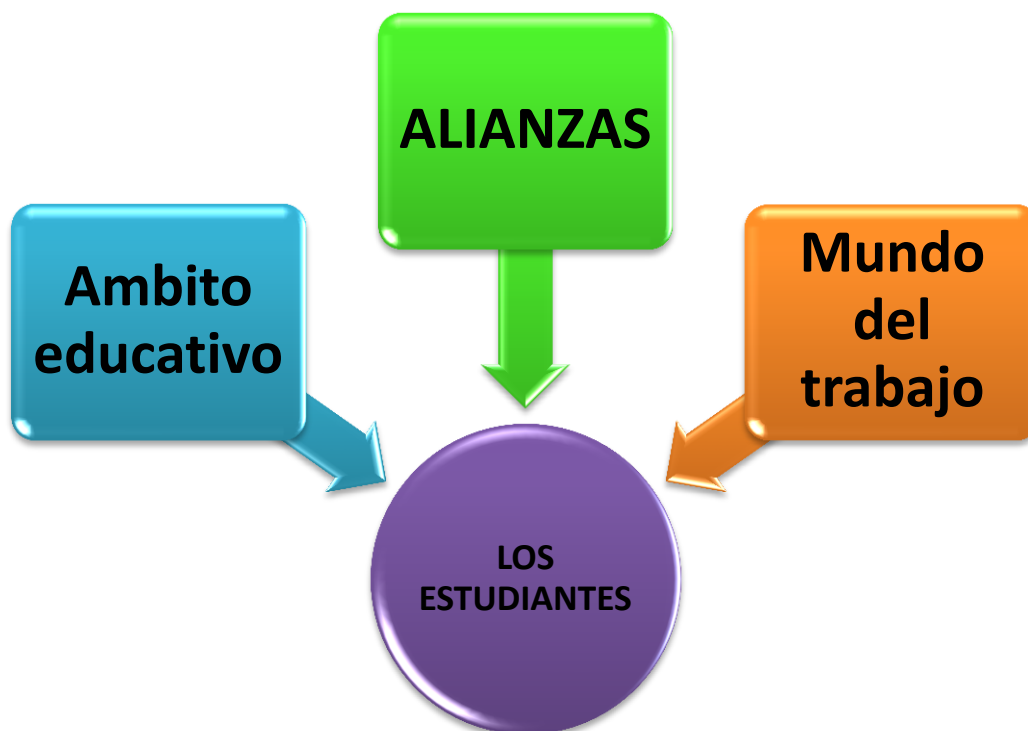 ALIANZAS
Ambito
educativo
Mundo
del
trabajo
LOS
ESTUDIANTES